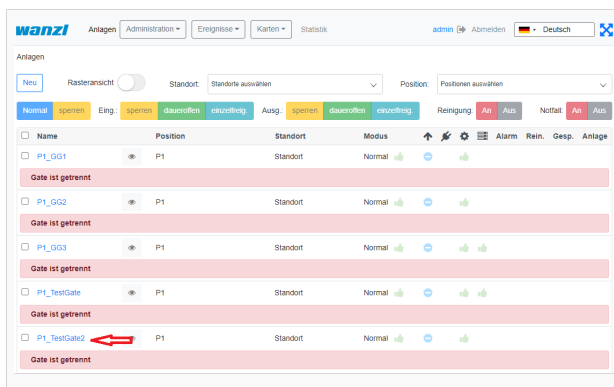 wanzl Anlagen Administration Ereignisse Karten Statistik admin Abmelden Deutsch
Anlagen
Neu Rasteransicht Standort: Standorte auswählen Position: Positionen auswählen
Normal sperren Eing.: sperren daueroffen einzelfreig. Ausg.: sperren daueroffen einzelfreig. Reinigung: An Aus Notfall: An Aus
Name Position Standort Modus Alarm Rein. Gesp. Anlage
P1_GG1 P1 Standort Normal
Gate ist getrennt
P1_GG2 P1 Standort Normal
Gate ist getrennt
P1_GG3 P1 Standort Normal
Gate ist getrennt
P1_TestGate P1 Standort Normal
Gate ist getrennt
P1_TestGate2 P1 Standort Normal
Gate ist getrennt